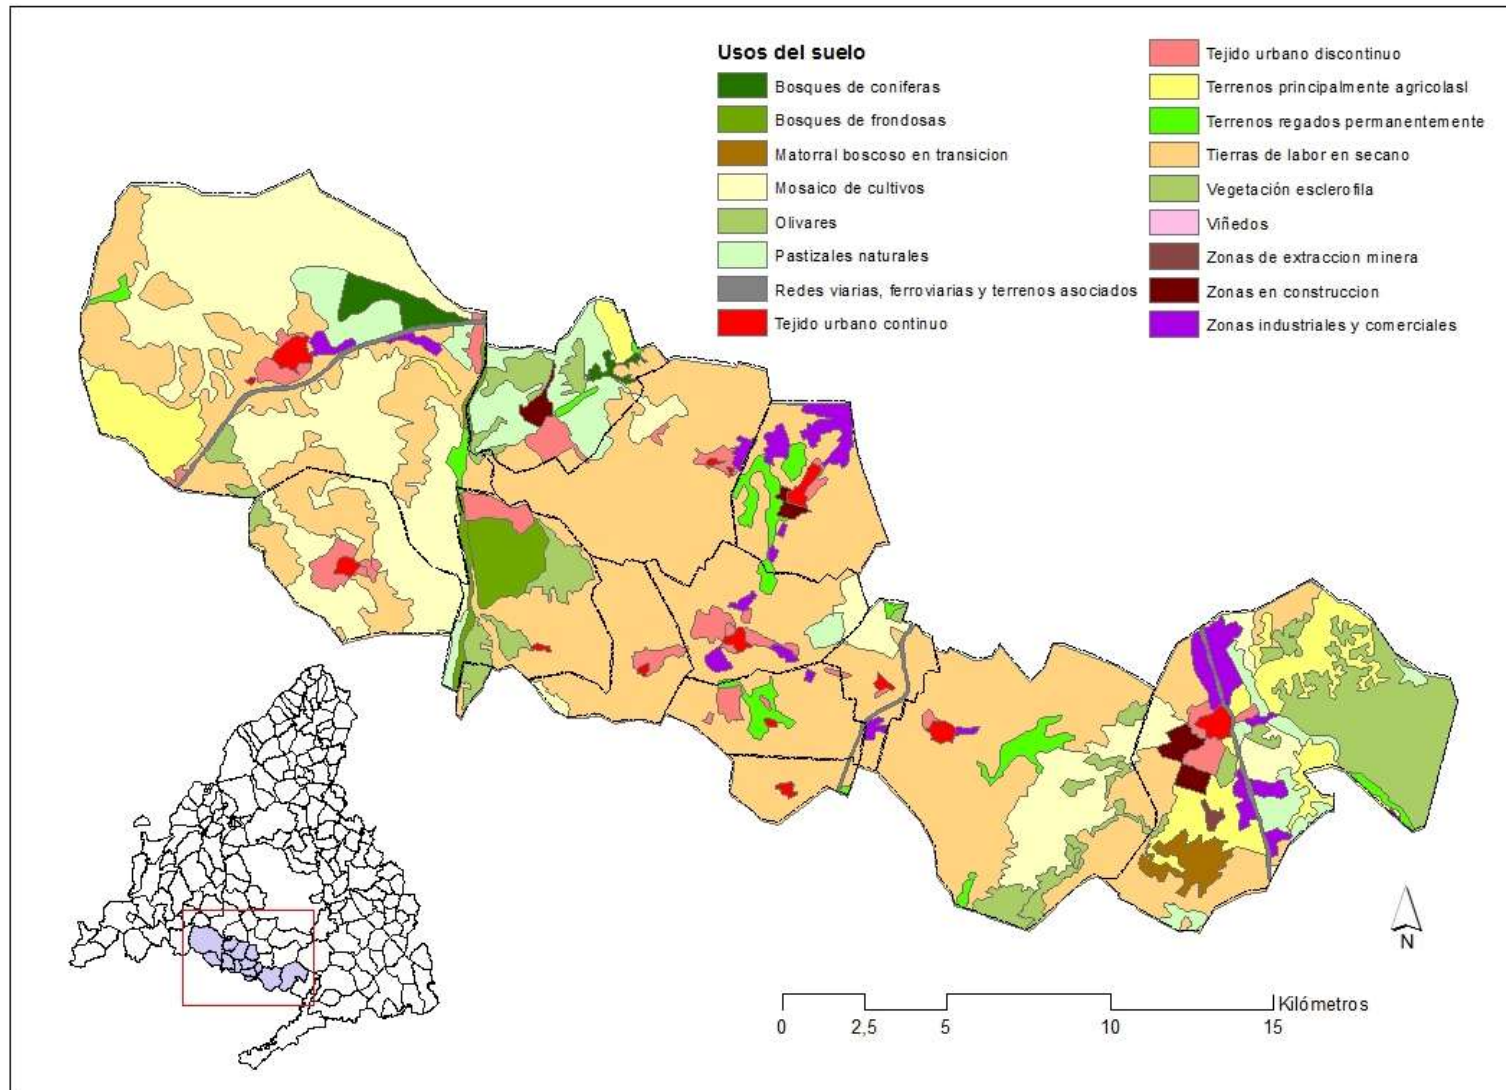 Usos del suelo
Bosques de coniferas
Bosques de frondosas
Matorral boscoso en transicion
Mosaico de cultivos
Olivares
Pastizales naturales
Redes viarias, ferroviarias y terrenos asociados
Tejido urbano continuo
Tejido urbano discontinuo
Terrenos principalmente agricolasl
Terrenos regados permanentemente
Tierras de labor en secano
Vegetación esclerofila
Viñedos
Zonas de extraccion minera
Zonas en construccion
Zonas industriales y comerciales
N
Kilómetros
0 2,5 5 10 15